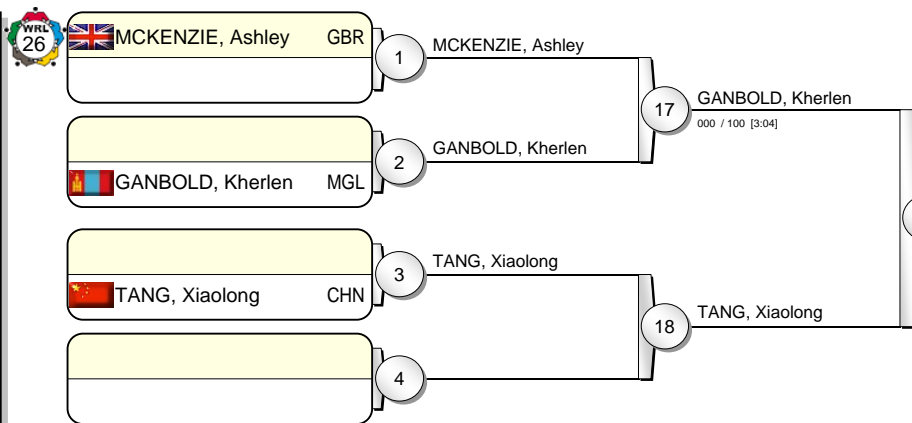 WRL
26
MCKENZIE, Ashley GBR
1
MCKENZIE, Ashley
17
GANBOLD, Kherlen
000 / 100 [3:04]
2
GANBOLD, Kherlen
GANBOLD, Kherlen MGL
3
TANG, Xiaolong
TANG, Xiaolong CHN
18
TANG, Xiaolong
4